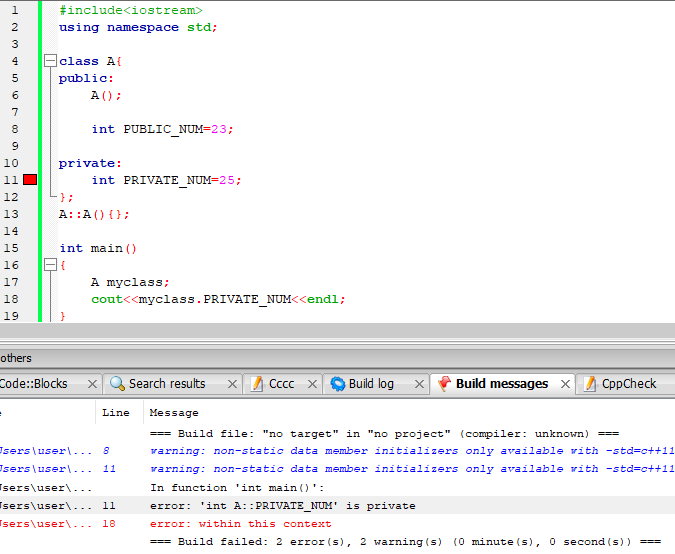 1 #include<iostream>
2 using namespace std;
3
4 class A{
5 public:
6 A();
7
8 int PUBLIC_NUM=23;
9
10 private:
11 int PRIVATE_NUM=25;
12 };
13 A::A(){};
14
15 int main()
16 {
17 A myclass;
18 cout<<myclass.PRIVATE_NUM<<endl;
19 }
others
Code::Blocks Search results Cccc Build log Build messages CppCheck
Line Message
=== Build file: "no target" in "no project" (compiler: unknown) ===
Jsers\user\... 8 warning: non-static data member initializers only available with -std=c++11
Jsers\user\... 11 warning: non-static data member initializers only available with -std=c++11
Jsers\user\... In function 'int main()':
Jsers\user\... 11 error: 'int A::PRIVATE_NUM' is private
Jsers\user\... 18 error: within this context
=== Build failed: 2 error(s), 2 warning(s) (0 minute(s), 0 second(s)) ===